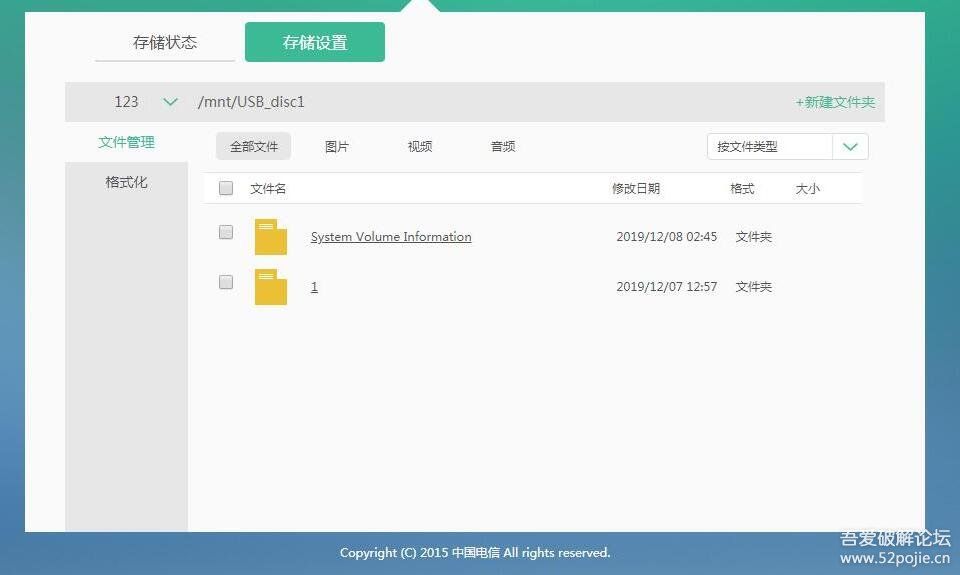 存储状态 存储设置
123 /mnt/USB_disc1 +新建文件夹
文件管理 全部文件 图片 视频 音频 按文件类型
格式化 文件名 修改日期 格式 大小
System Volume Information 2019/12/08 02:45 文件夹
1 2019/12/07 12:57 文件夹
Copyright (C) 2015 中国电信 All rights reserved.
吾爱破解论坛
www.52pojie.cn